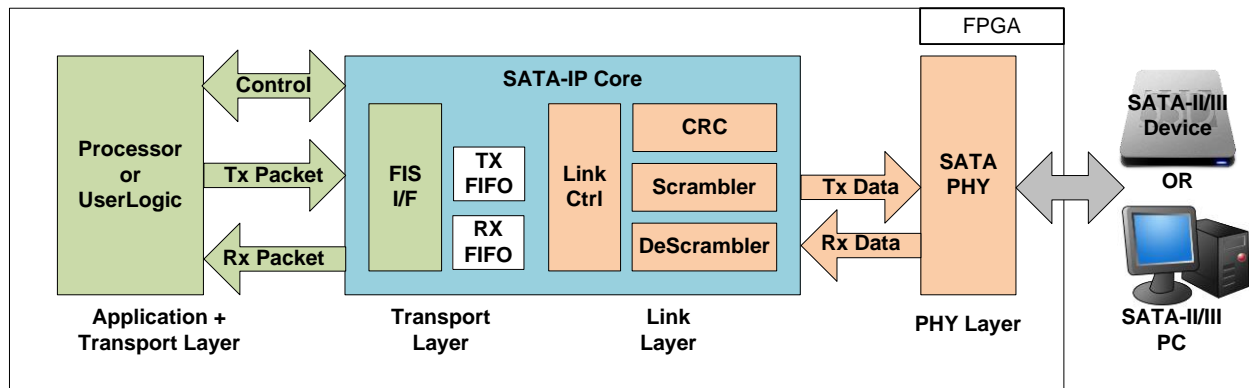 FPGA
SATA-IP Core
Control
Processor
or
UserLogic
Tx Packet
Rx Packet
FIS
I/F
TX
FIFO
RX
FIFO
Link
Ctrl
CRC
Scrambler
DeScrambler
Tx Data
Rx Data
SATA
PHY
SATA-II/III
Device
OR
SATA-II/III
PC
Application +
Transport Layer
Transport
Layer
Link
Layer
PHY Layer